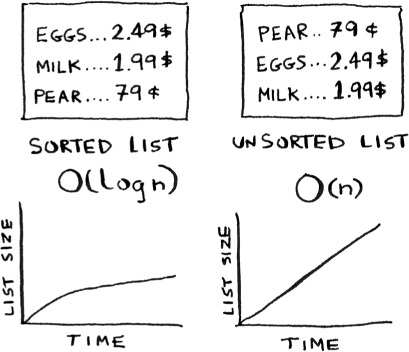 EGGS...2.49$
MILK....1.99$
PEAR....79¢
SORTED LIST
O(logn)
LIST SIZE
TIME
PEAR..79¢
EGGS...2.49$
MILK....1.99$
UNSORTED LIST
O(n)
LIST SIZE
TIME